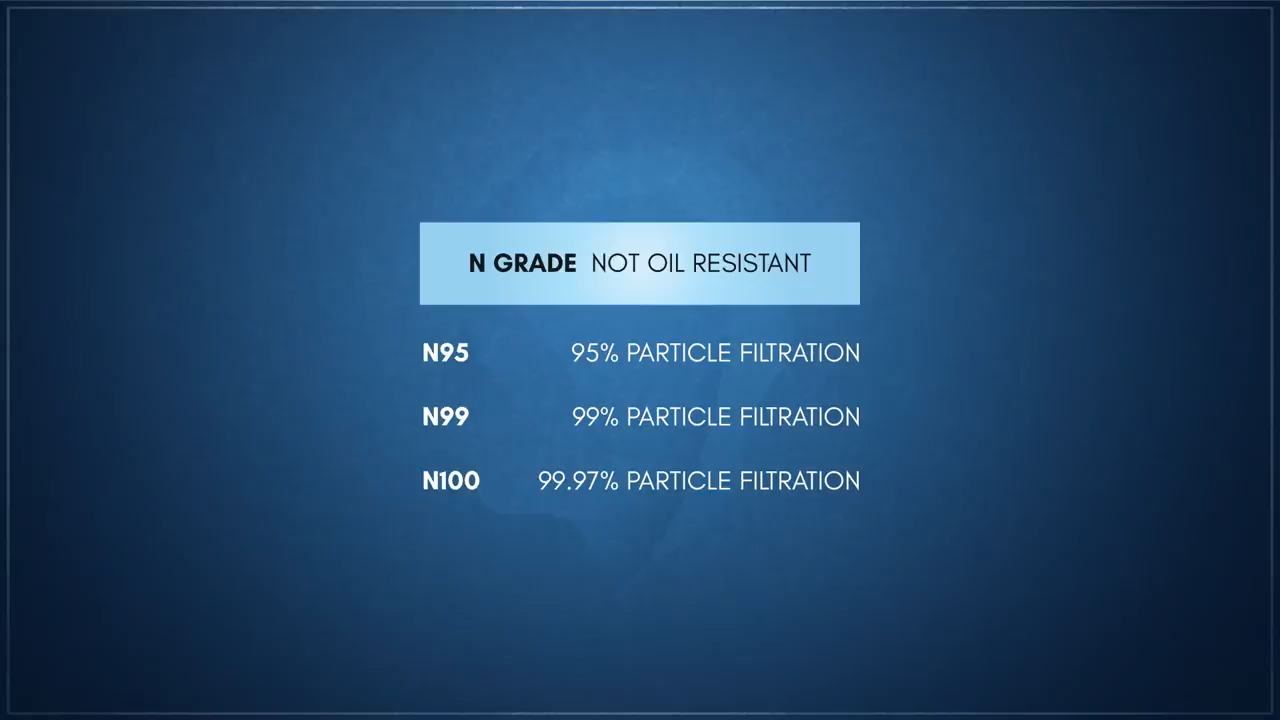 N GRADE NOT OIL RESISTANT
N95 95% PARTICLE FILTRATION
N99 99% PARTICLE FILTRATION
N100 99.97% PARTICLE FILTRATION